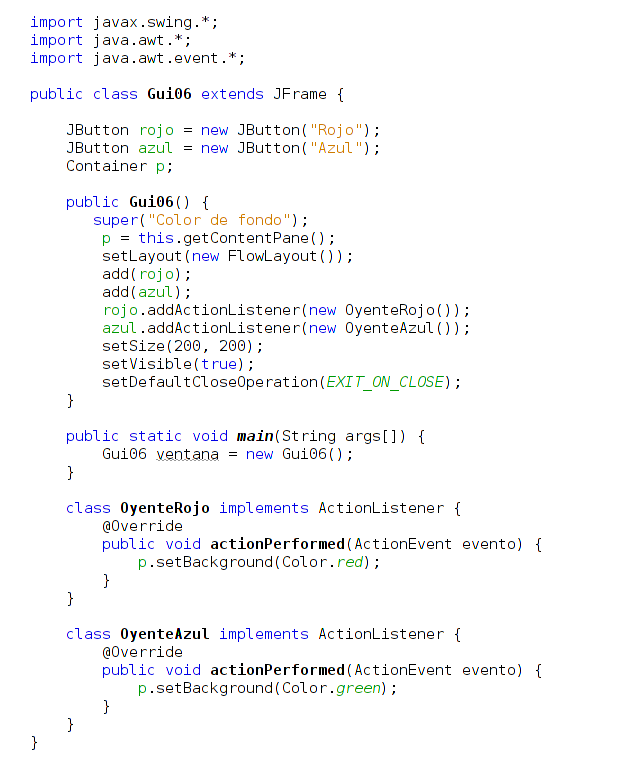 import javax.swing.*;
import java.awt.*;
import java.awt.event.*;

public class Gui06 extends JFrame {

    JButton rojo = new JButton("Rojo");
    JButton azul = new JButton("Azul");
    Container p;

    public Gui06() {
       super("Color de fondo");
        p = this.getContentPane();
        setLayout(new FlowLayout());
        add(rojo);
        add(azul);
        rojo.addActionListener(new OyenteRojo());
        azul.addActionListener(new OyenteAzul());
        setSize(200, 200);
        setVisible(true);
        setDefaultCloseOperation(EXIT_ON_CLOSE);
    }

    public static void main(String args[]) {
        Gui06 ventana = new Gui06();
    }

    class OyenteRojo implements ActionListener {
        @Override
        public void actionPerformed(ActionEvent evento) {
            p.setBackground(Color.red);
        }
    }

    class OyenteAzul implements ActionListener {
        @Override
        public void actionPerformed(ActionEvent evento) {
            p.setBackground(Color.green);
        }
    }
}